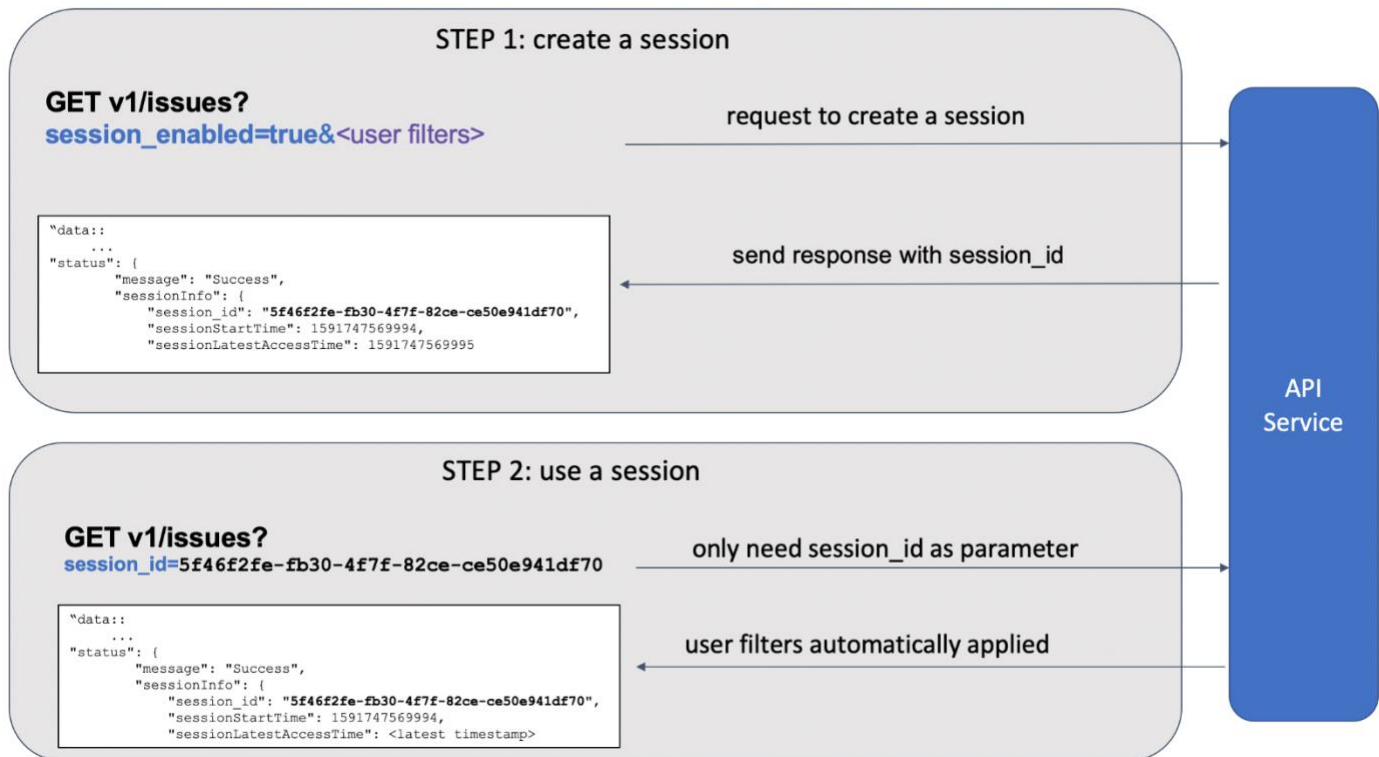 STEP 1: create a session
GET v1/issues?
session_enabled=true&<user filters>
request to create a session
"data::
...
"status": {
"message": "Success",
"sessionInfo": {
"session_id": "5f46f2fe-fb30-4f7f-82ce-ce50e941df70",
"sessionStartTime": 1591747569994,
"sessionLatestAccessTime": 1591747569995
send response with session_id
API
Service
STEP 2: use a session
GET v1/issues?
session_id=5f46f2fe-fb30-4f7f-82ce-ce50e941df70
only need session_id as parameter
"data::
...
"status": {
"message": "Success",
"sessionInfo": {
"session_id": "5f46f2fe-fb30-4f7f-82ce-ce50e941df70",
"sessionStartTime": 1591747569994,
"sessionLatestAccessTime": <latest timestamp>
user filters automatically applied